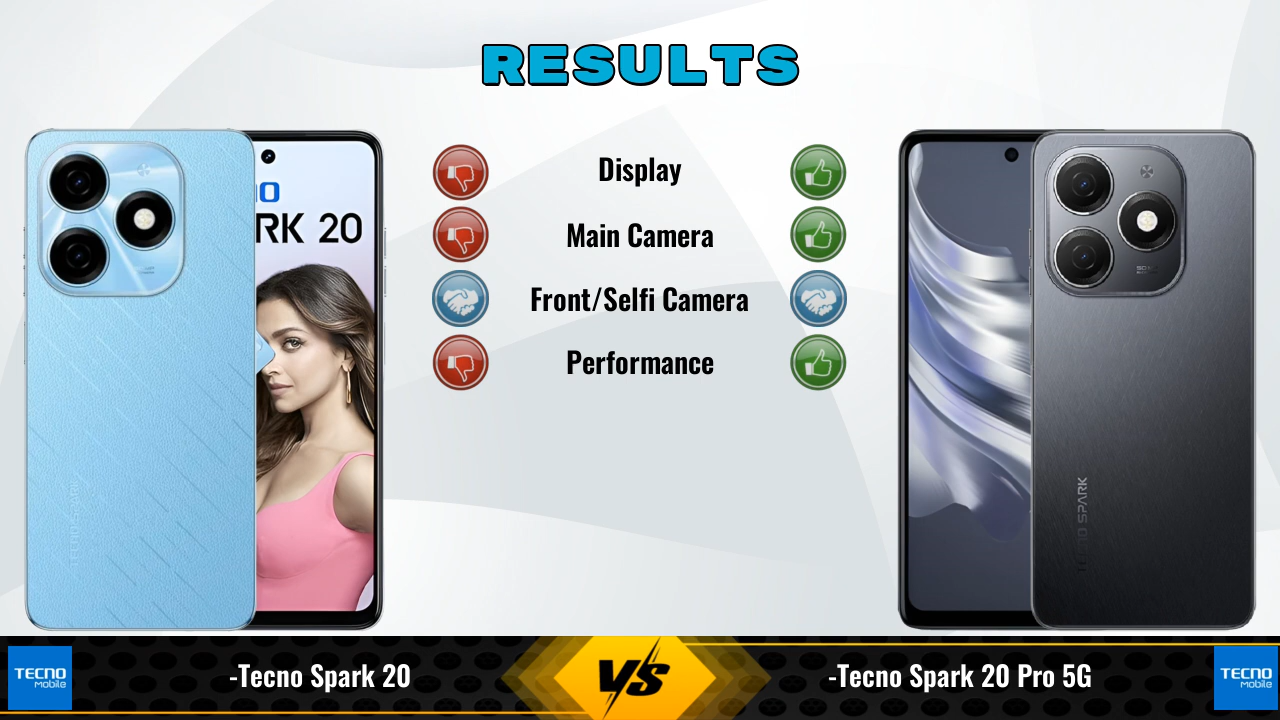 RESULTS
Display
Main Camera
Front/Selfi Camera
Performance
RK 20
TECNO SPARK
TECNO
mobile
-Tecno Spark 20
VS
-Tecno Spark 20 Pro 5G
TECNO
mobile